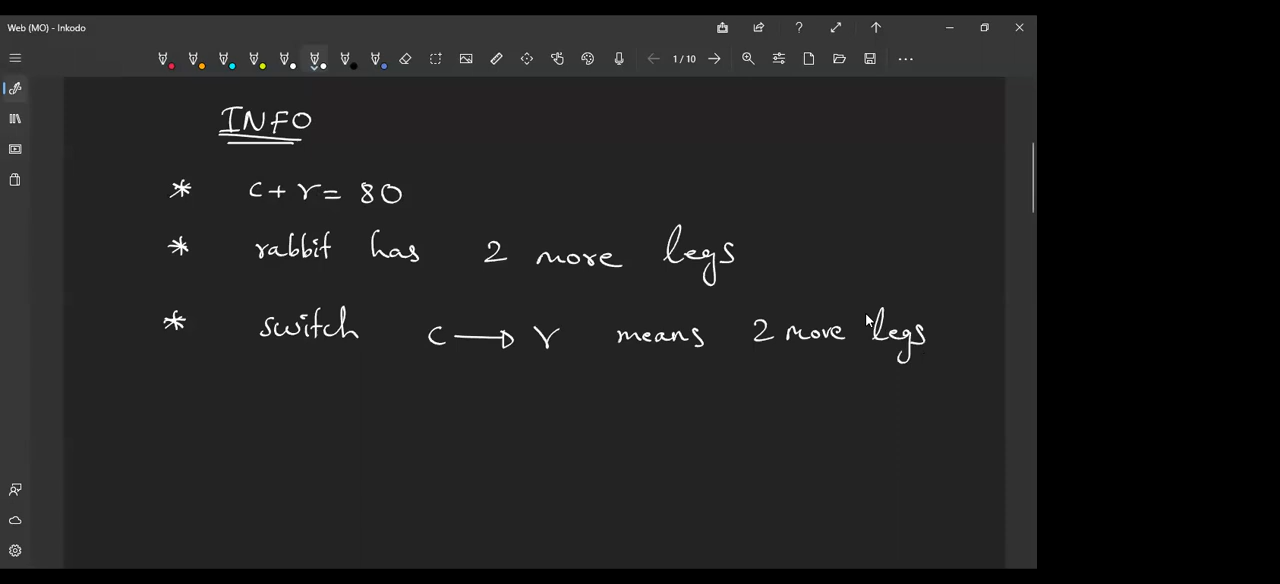 Web (MO) - Inkodo
1 / 10
INFO
* c + r = 80
* rabbit has 2 more legs
* switch c → r means 2 more legs